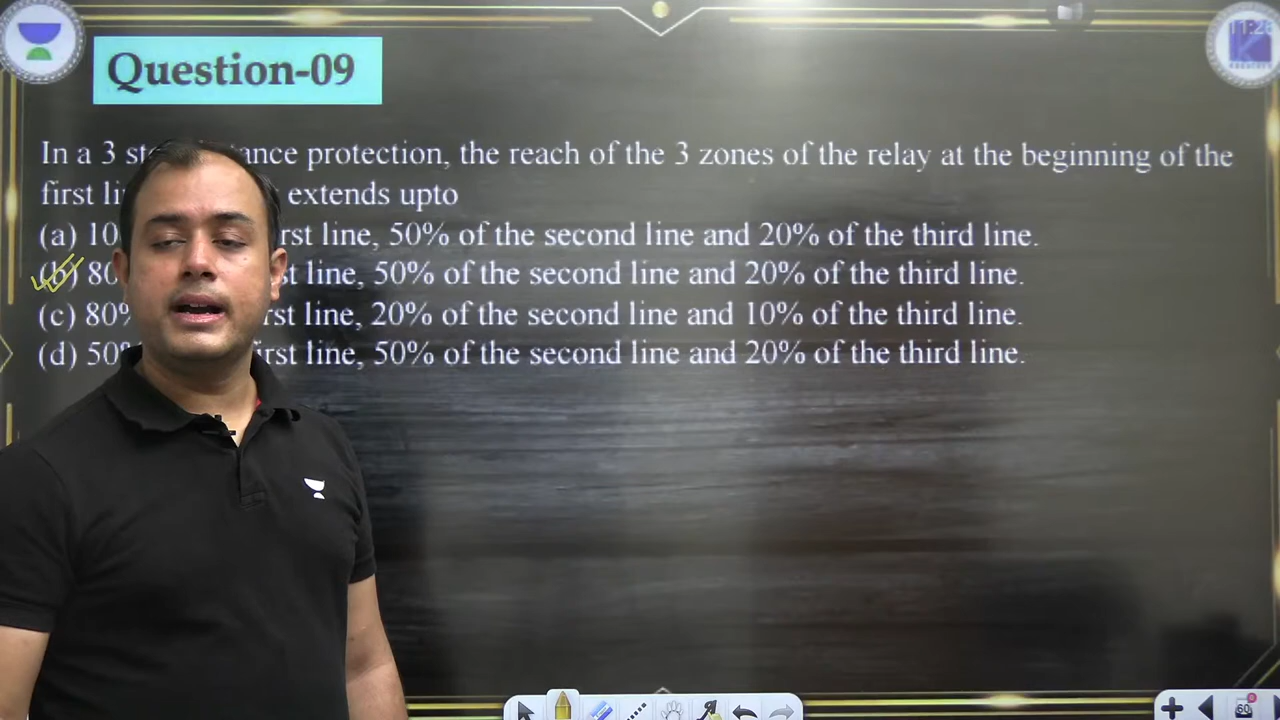 Question-09
In a 3 ance protection, the reach of the 3 zones of the relay at the beginning of the
first extends upto
(a) 10 rst line, 50% of the second line and 20% of the third line.
(b) 80 st line, 50% of the second line and 20% of the third line.
(c) 80% rst line, 20% of the second line and 10% of the third line.
(d) 50% first line, 50% of the second line and 20% of the third line.
11:28
60